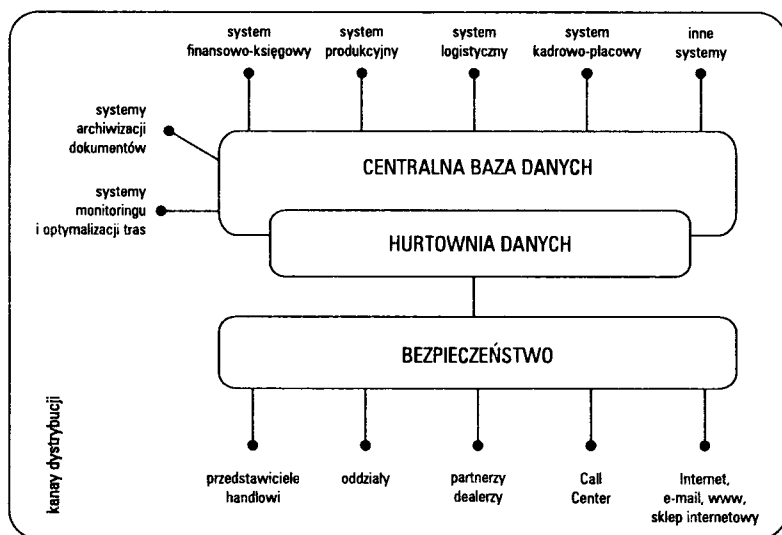 system
finansowo-księgowy
system
produkcyjny
system
logistyczny
system
kadrowo-płacowy
inne
systemy
systemy
archiwizacji
dokumentów
CENTRALNA BAZA DANYCH
systemy
monitoringu
i optymalizacji tras
HURTOWNIA DANYCH
BEZPIECZEŃSTWO
kanay dystrybucji
przedstawiciele
handlowi
oddziały
partnerzy
dealerzy
Call
Center
Internet,
e-mail, www,
sklep internetowy